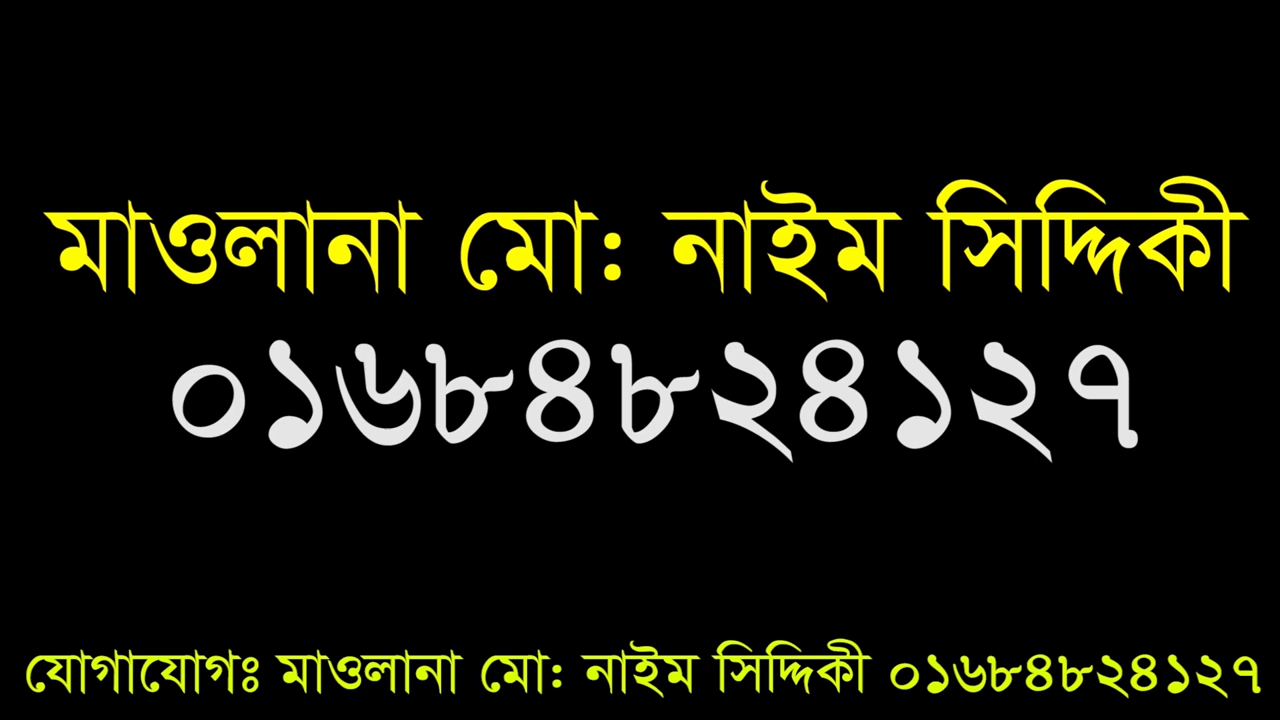 মাওলানা মো: নাইম সিদ্দিকী
০১৬৮৪৮২৪১২৭
যোগাযোগঃ মাওলানা মো: নাইম সিদ্দিকী ০১৬৮৪৮২৪১২৭